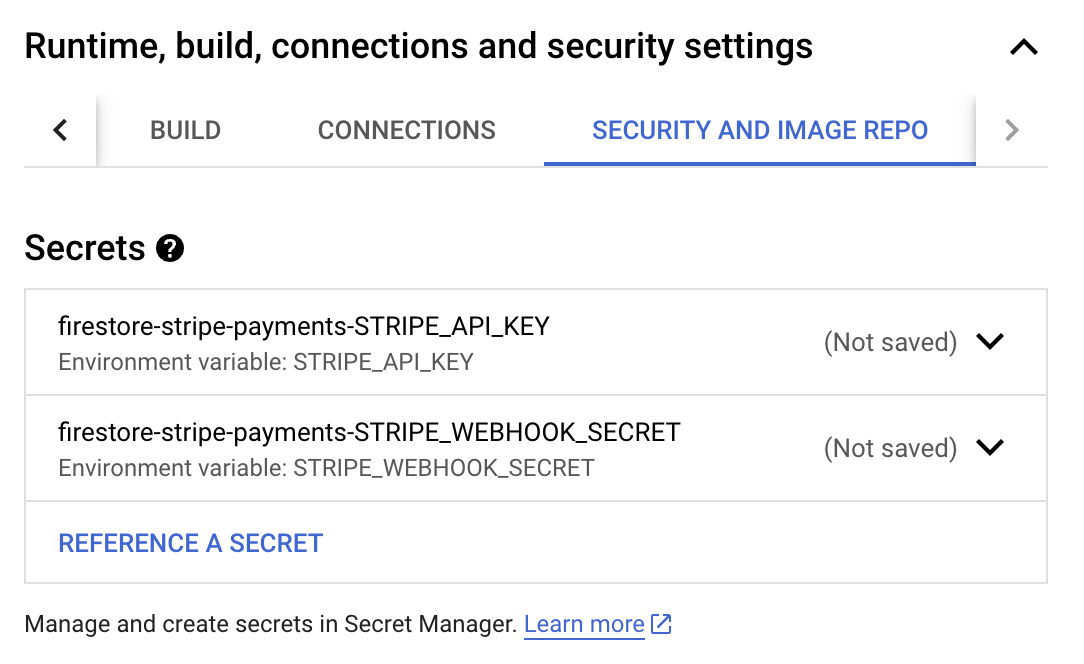 Runtime, build, connections and security settings
BUILD CONNECTIONS SECURITY AND IMAGE REPO
Secrets
firestore-stripe-payments-STRIPE_API_KEY
Environment variable: STRIPE_API_KEY
(Not saved)
firestore-stripe-payments-STRIPE_WEBHOOK_SECRET
Environment variable: STRIPE_WEBHOOK_SECRET
(Not saved)
REFERENCE A SECRET
Manage and create secrets in Secret Manager. Learn more